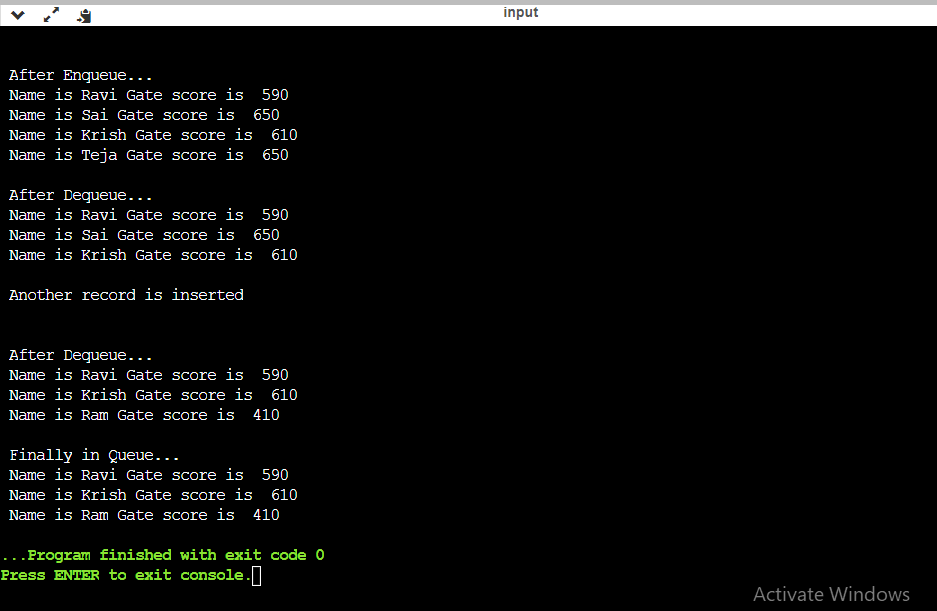 input
After Enqueue...
Name is Ravi Gate score is  590
Name is Sai Gate score is  650
Name is Krish Gate score is  610
Name is Teja Gate score is  650
After Dequeue...
Name is Ravi Gate score is  590
Name is Sai Gate score is  650
Name is Krish Gate score is  610
Another record is inserted
After Dequeue...
Name is Ravi Gate score is  590
Name is Krish Gate score is  610
Name is Ram Gate score is  410
Finally in Queue...
Name is Ravi Gate score is  590
Name is Krish Gate score is  610
Name is Ram Gate score is  410
...Program finished with exit code 0
Press ENTER to exit console.
Activate Windows